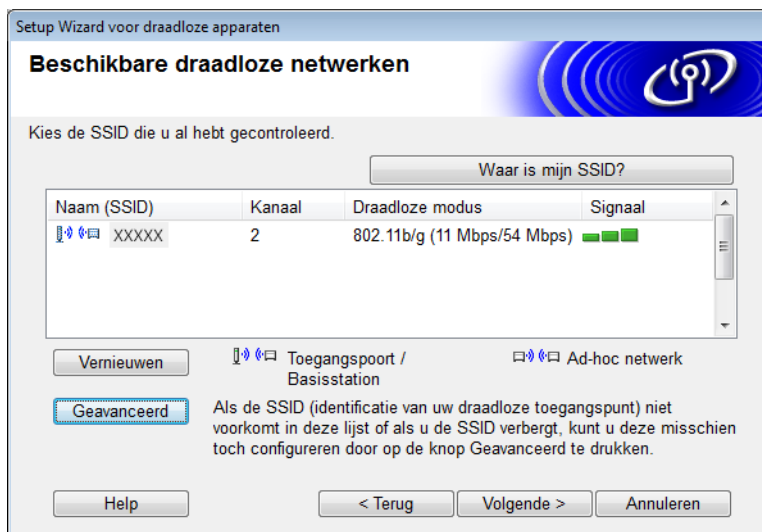 Setup Wizard voor draadloze apparaten
Beschikbare draadloze netwerken
Kies de SSID die u al hebt gecontroleerd.
Waar is mijn SSID?
Naam (SSID) Kanaal Draadloze modus Signaal
XXXXX 2 802.11b/g (11 Mbps/54 Mbps)
Vernieuwen
Toegangspoort /
Basisstation
Ad-hoc netwerk
Geavanceerd
Als de SSID (identificatie van uw draadloze toegangspunt) niet
voorkomt in deze lijst of als u de SSID verbergt, kunt u deze misschien
toch configureren door op de knop Geavanceerd te drukken.
Help < Terug Volgende > Annuleren